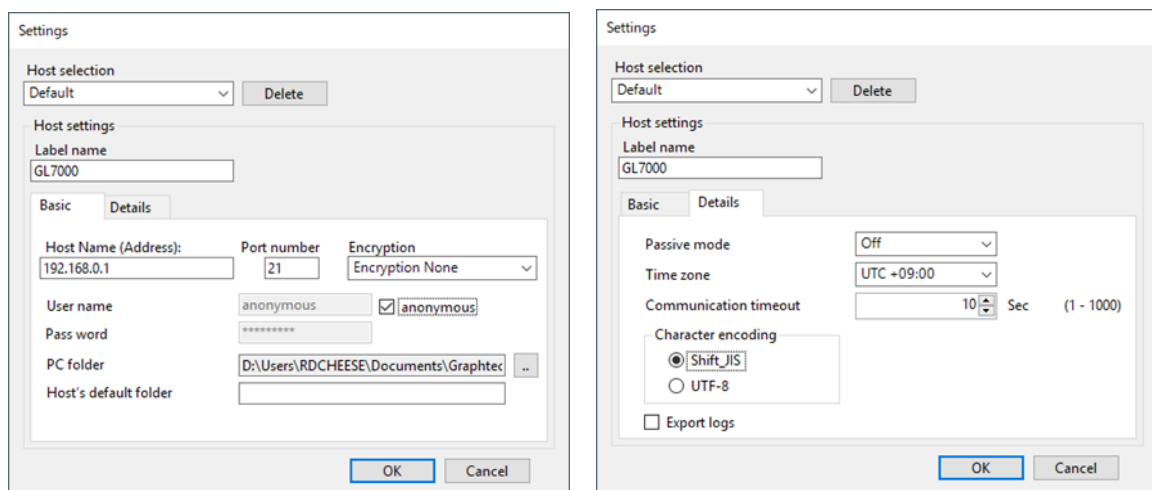 Settings
Host selection
Default
Delete
Host settings
Label name
GL7000
Basic
Details
Host Name (Address):
Port number
Encryption
192.168.0.1
21
Encryption None
User name
anonymous
anonymous
Pass word
*********
PC folder
D:\Users\RDCHEESE\Documents\Graphtec
..
Host's default folder
OK
Cancel
Settings
Host selection
Default
Delete
Host settings
Label name
GL7000
Basic
Details
Passive mode
Off
Time zone
UTC +09:00
Communication timeout
10
Sec
(1 - 1000)
Character encoding
Shift_JIS
UTF-8
Export logs
OK
Cancel